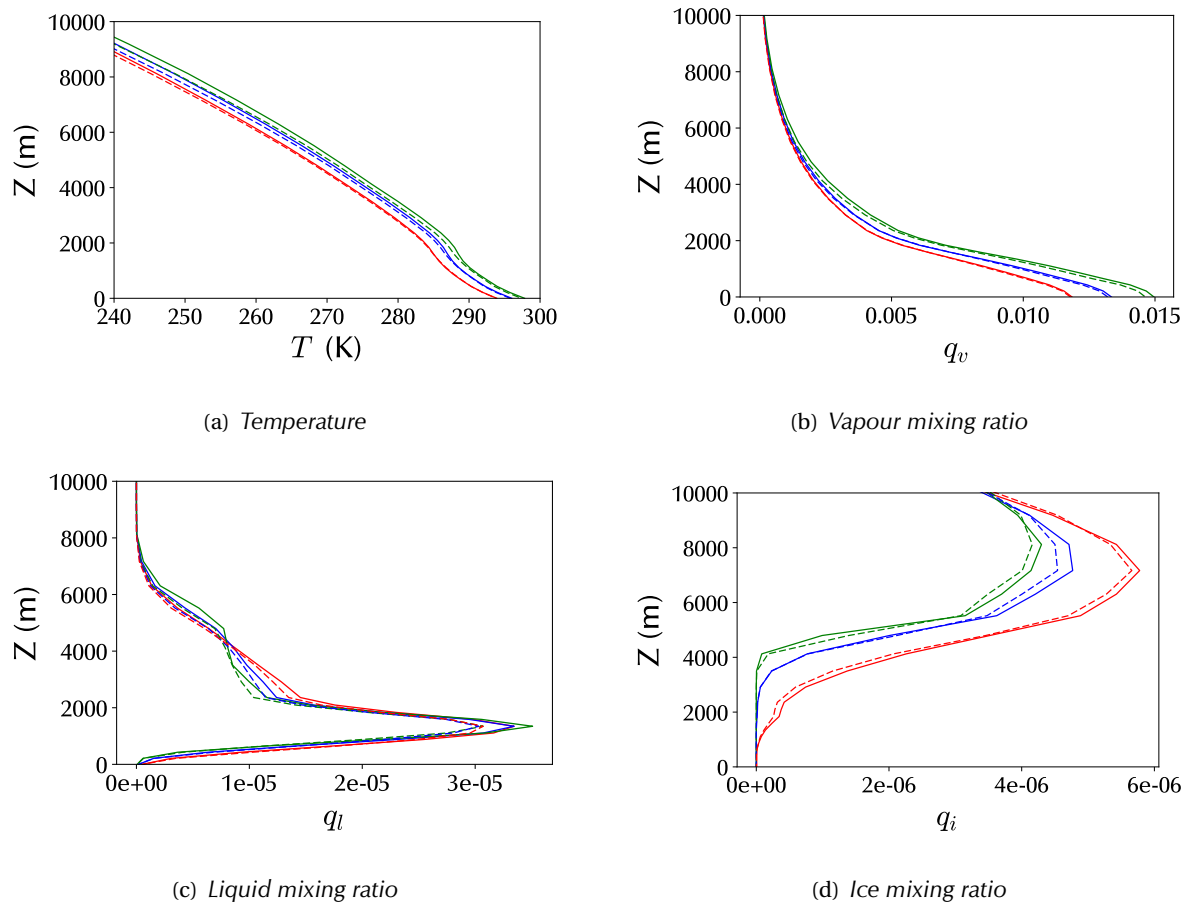 10000
8000
6000
4000
2000
0
Z (m)
240
250
260
270
280
290
300
T (K)
(a) Temperature
10000
8000
6000
4000
2000
0
Z (m)
0.000
0.005
0.010
0.015
q_v
(b) Vapour mixing ratio
10000
8000
6000
4000
2000
0
Z (m)
0e+00
1e-05
2e-05
3e-05
q_l
(c) Liquid mixing ratio
10000
8000
6000
4000
2000
0
Z (m)
0e+00
2e-06
4e-06
6e-06
q_i
(d) Ice mixing ratio